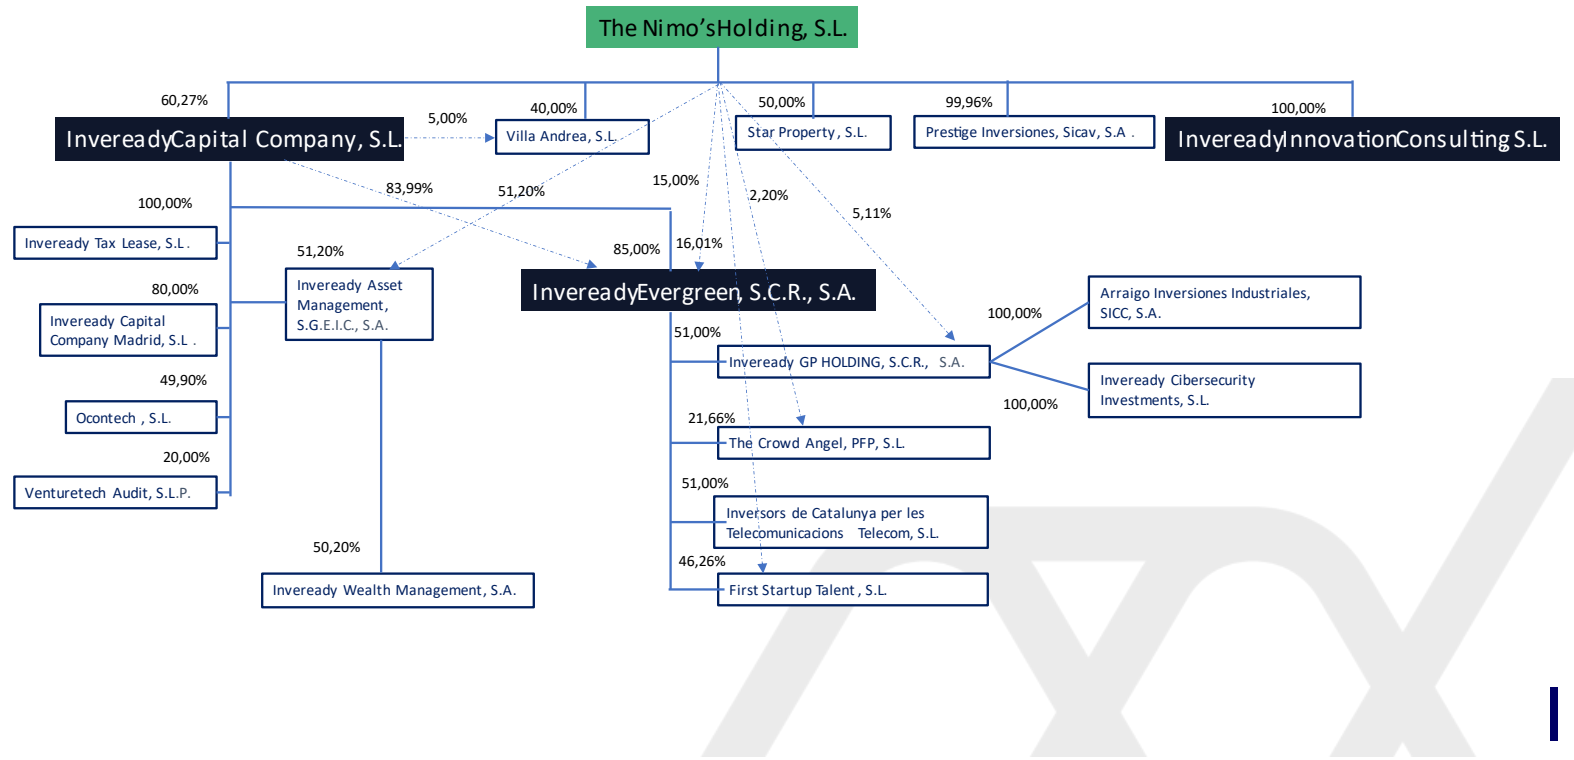 The Nimo'sHolding, S.L.
60,27%
5,00%
40,00%
50,00%
99,96%
100,00%
InvereadyCapital Company, S.L.
Villa Andrea, S.L.
Star Property, S.L.
Prestige Inversiones, Sicav, S.A .
InvereadyInnovationConsulting S.L.
83,99%
51,20%
15,00%
2,20%
5,11%
100,00%
Inveready Tax Lease, S.L .
51,20%
85,00%
16,01%
80,00%
Inveready Asset
Management,
S.G.E.I.C., S.A.
InvereadyEvergreen, S.C.R., S.A.
Arraigo Inversiones Industriales,
SICC, S.A.
Inveready Capital
Company Madrid, S.L .
100,00%
51,00%
Inveready GP HOLDING, S.C.R., S.A.
49,90%
Inveready Cibersecurity
Investments, S.L.
100,00%
Ocontech , S.L.
21,66%
The Crowd Angel, PFP, S.L.
20,00%
Venturetech Audit, S.L.P.
51,00%
Inversors de Catalunya per les
Telecomunicacions Telecom, S.L.
50,20%
46,26%
Inveready Wealth Management, S.A.
First Startup Talent , S.L.